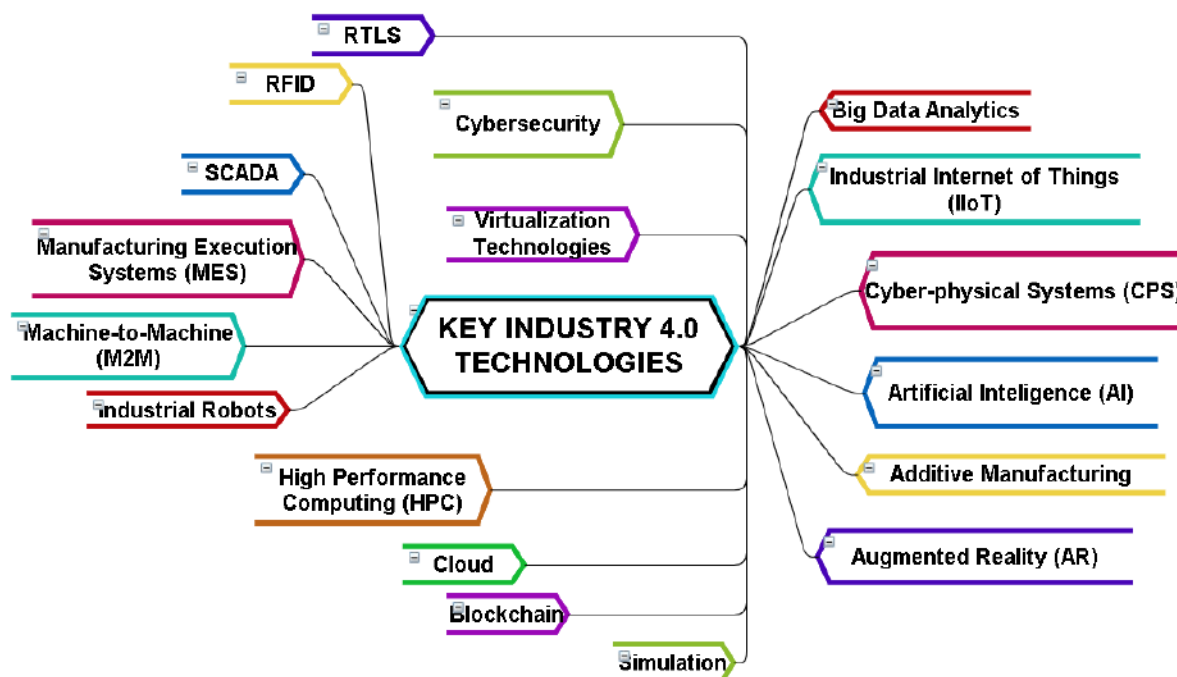 RTLS
RFID
Cybersecurity
SCADA
Virtualization
Technologies
Manufacturing Execution
Systems (MES)
Machine-to-Machine
(M2M)
Industrial Robots
KEY INDUSTRY 4.0
TECHNOLOGIES
High Performance
Computing (HPC)
Cloud
Blockchain
Simulation
Big Data Analytics
Industrial Internet of Things
(IIoT)
Cyber-physical Systems (CPS)
Artificial Inteligence (AI)
Additive Manufacturing
Augmented Reality (AR)